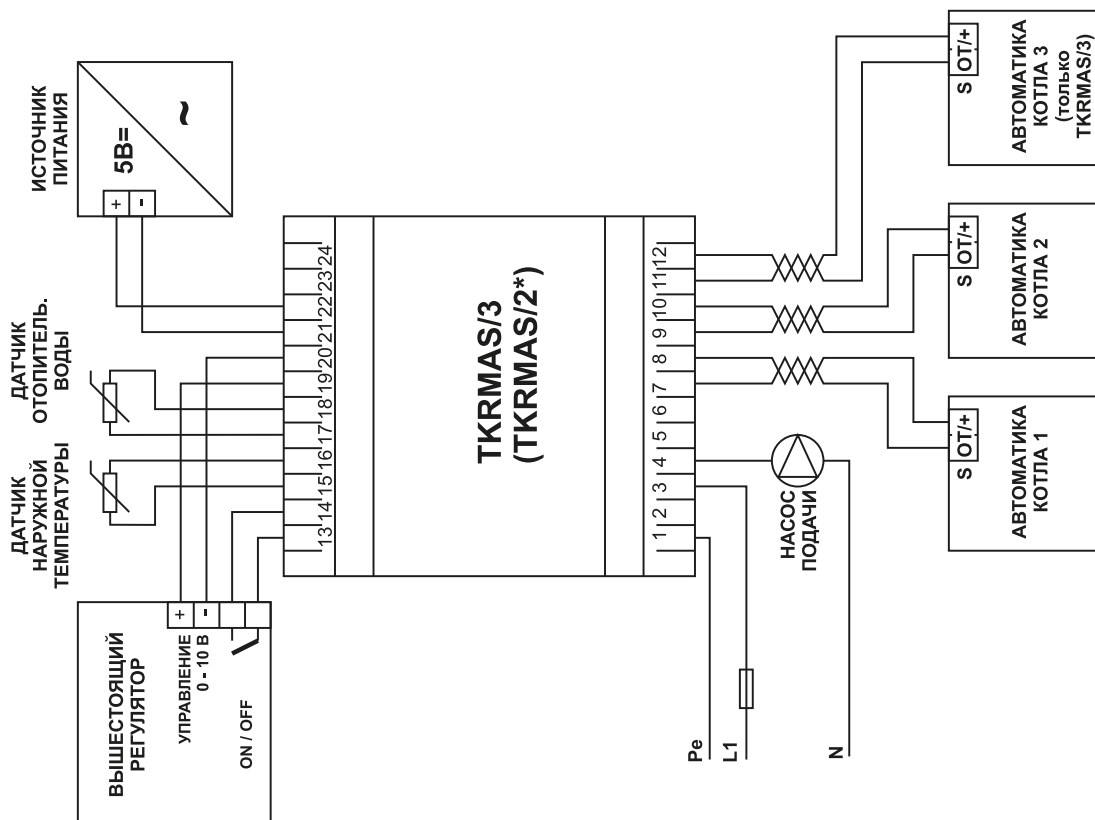 ИСТОЧНИК
ПИТАНИЯ
5В=
~
+
-
ДАТЧИК
ОТОПИТЕЛЬ.
ВОДЫ
ДАТЧИК
НАРУЖНОЙ
ТЕМПЕРАТУРЫ
ВЫШЕСТОЯЩИЙ
РЕГУЛЯТОР
УПРАВЛЕНИЕ
0 - 10 В
+
-
ON / OFF
13 14 15 16 17 18 19 20 21 22 23 24
TKRMAS/3
(TKRMAS/2*)
1 2 3 4 5 6 7 8 9 10 11 12
НАСОС
ПОДАЧИ
Pe
L1
N
S OT/+
АВТОМАТИКА
КОТЛА 1
S OT/+
АВТОМАТИКА
КОТЛА 2
S OT/+
АВТОМАТИКА
КОТЛА 3
(только
TKRMAS/3)